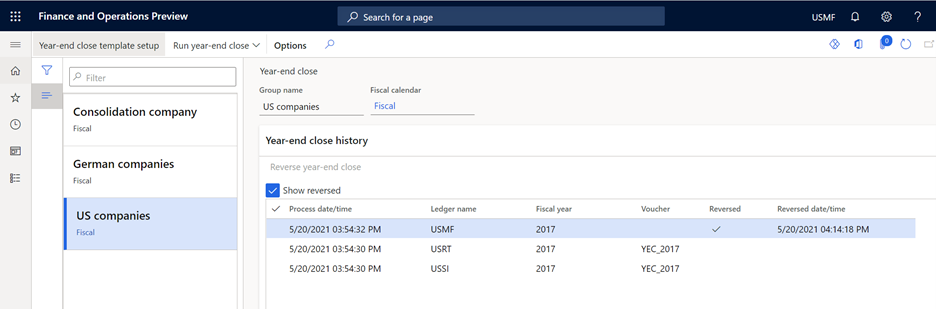 Finance and Operations Preview
Search for a page
USMF
?
Year-end close template setup
Run year-end close
Options
0
Filter
Consolidation company
Fiscal
German companies
Fiscal
US companies
Fiscal
Year-end close
Group name Fiscal calendar
US companies Fiscal
Year-end close history
Reverse year-end close
Show reversed
Process date/time Ledger name Fiscal year Voucher Reversed Reversed date/time
5/20/2021 03:54:32 PM USMF 2017 5/20/2021 04:14:18 PM
5/20/2021 03:54:30 PM USRT 2017 YEC_2017
5/20/2021 03:54:30 PM USSI 2017 YEC_2017